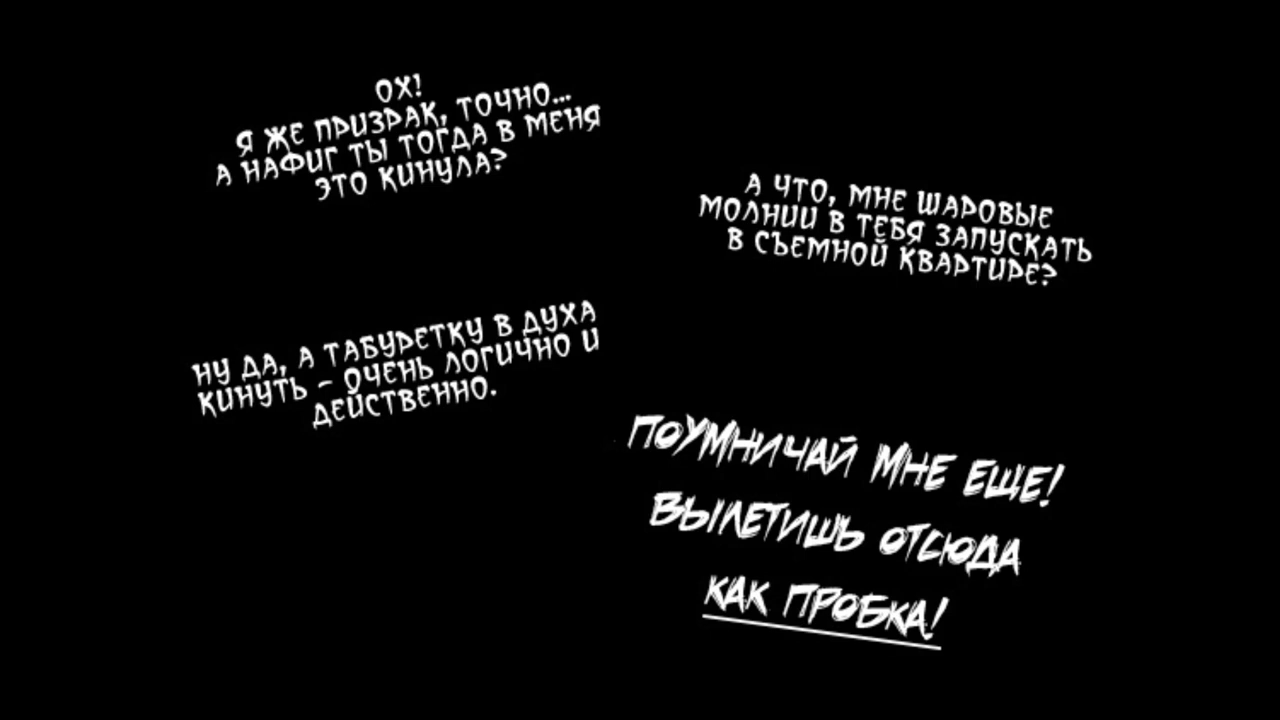 ОХ!
Я ЖЕ ПРИЗРАК, ТОЧНО...
А НАФИГ ТЫ ТОГДА В МЕНЯ
ЭТО КИНУЛА?
А ЧТО, МНЕ ШАРОВЫЕ
МОЛНИИ В ТЕБЯ ЗАПУСКАТЬ
В СЪЕМНОЙ КВАРТИРЕ?
НУ ДА, А ТАБУРЕТКУ В ДУХА
КИНУТЬ - ОЧЕНЬ ЛОГИЧНО И
ДЕЙСТВЕННО.
ПОУМНИЧАЙ МНЕ ЕЩЕ!
ВЫЛЕТИШЬ ОТСЮДА
КАК ПРОБКА!